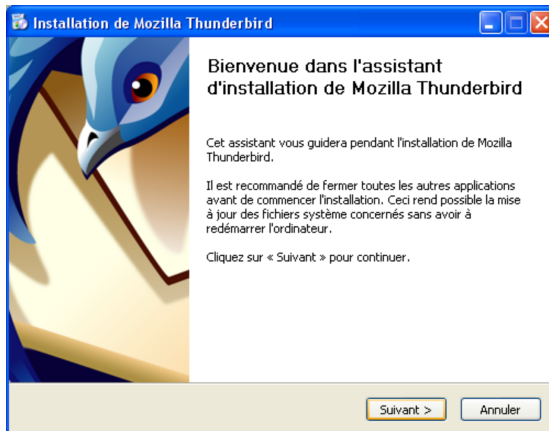 Installation de Mozilla Thunderbird
Bienvenue dans l'assistant
d'installation de Mozilla Thunderbird
Cet assistant vous guidera pendant l'installation de Mozilla
Thunderbird.
Il est recommandé de fermer toutes les autres applications
avant de commencer l'installation. Ceci rend possible la mise
à jour des fichiers système concernés sans avoir à
redémarrer l'ordinateur.
Cliquez sur « Suivant » pour continuer.
Suivant >
Annuler